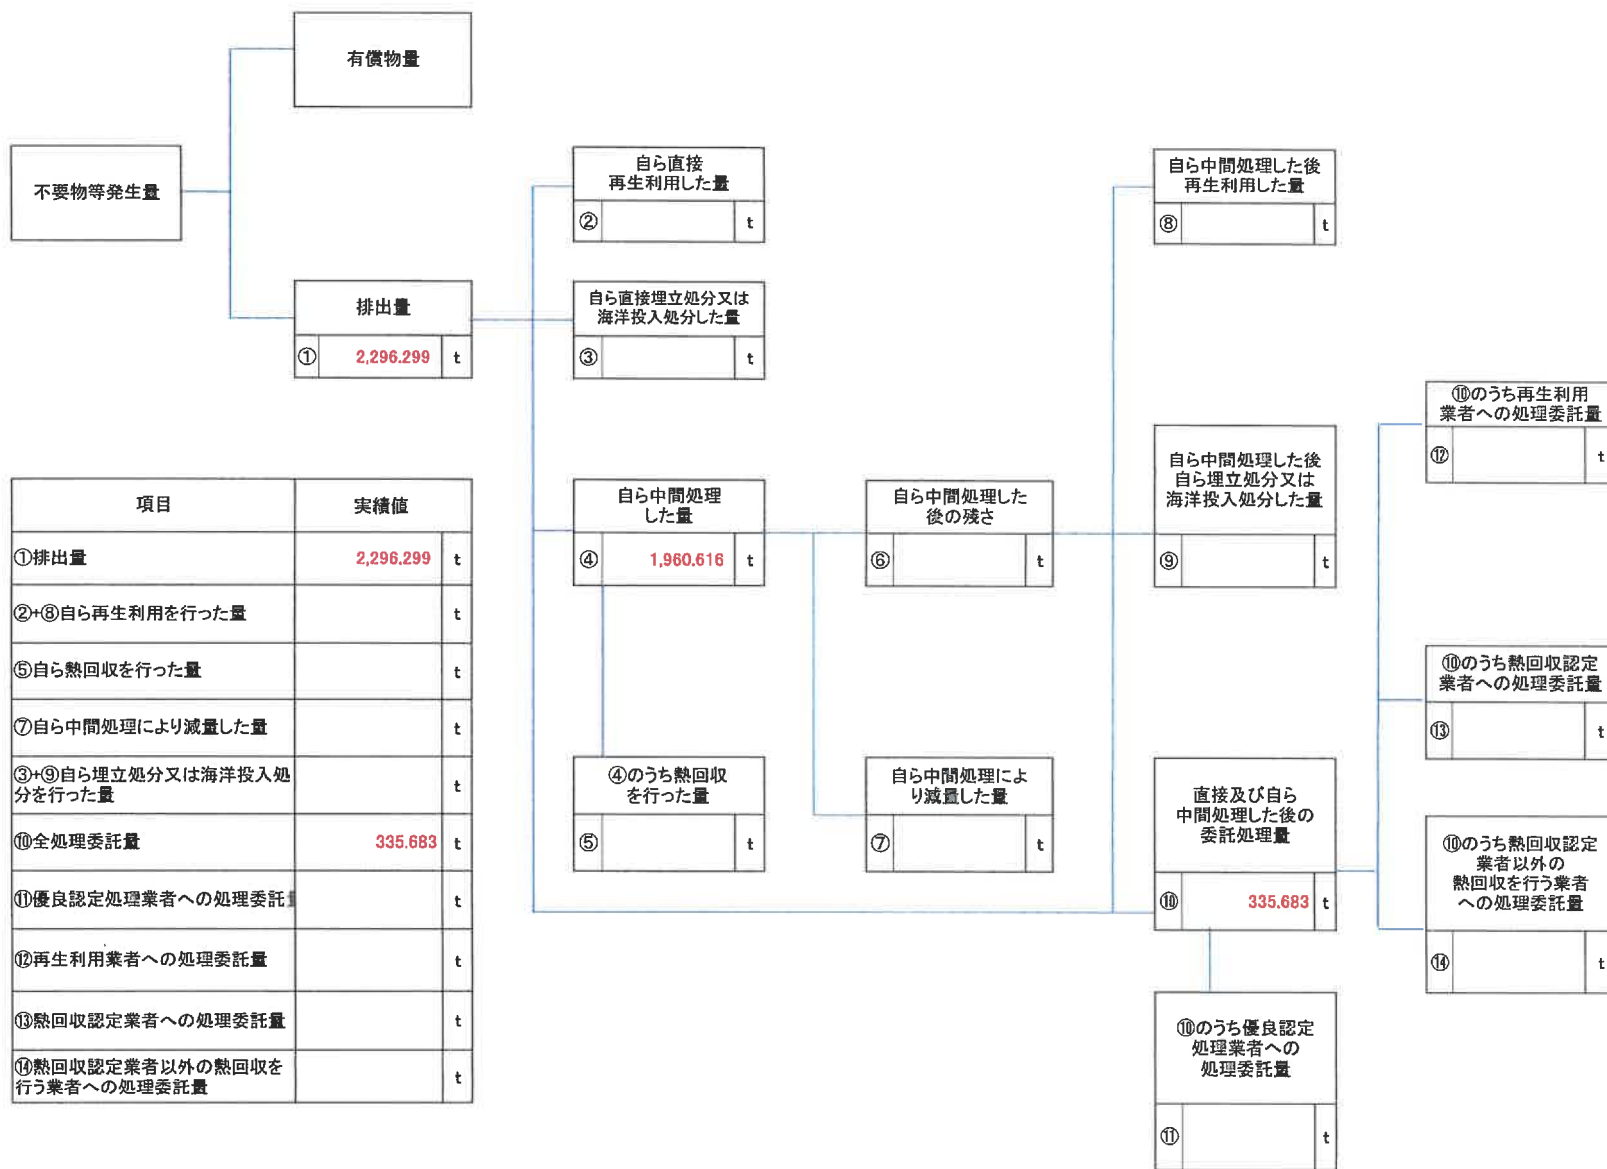 有償物量
不要物等発生量
排出量
① 2,296.299 t
自ら直接
再生利用した量
② t
自ら直接埋立処分又は
海洋投入処分した量
③ t
自ら中間処理
した量
④ 1,960.616 t
④のうち熱回収
を行った量
⑤ t
自ら中間処理した
後の残さ
⑥ t
自ら中間処理によ
り減量した量
⑦ t
自ら中間処理した後
再生利用した量
⑧ t
自ら中間処理した後
自ら埋立処分又は
海洋投入処分した量
⑨ t
直接及び自ら
中間処理した後の
委託処理量
⑩ 335.683 t
⑩のうち優良認定
処理業者への
処理委託量
⑪ t
⑩のうち再生利用
業者への処理委託量
⑫ t
⑩のうち熱回収認定
業者への処理委託量
⑬ t
⑩のうち熱回収認定
業者以外の
熱回収を行う業者
への処理委託量
⑭ t
項目 実績値
①排出量 2,296.299 t
②+⑧自ら再生利用を行った量 t
⑤自ら熱回収を行った量 t
⑦自ら中間処理により減量した量 t
③+⑨自ら埋立処分又は海洋投入処
分を行った量 t
⑩全処理委託量 335.683 t
⑪優良認定処理業者への処理委託 t
⑫再生利用業者への処理委託量 t
⑬熱回収認定業者への処理委託量 t
⑭熱回収認定業者以外の熱回収を
行う業者への処理委託量 t